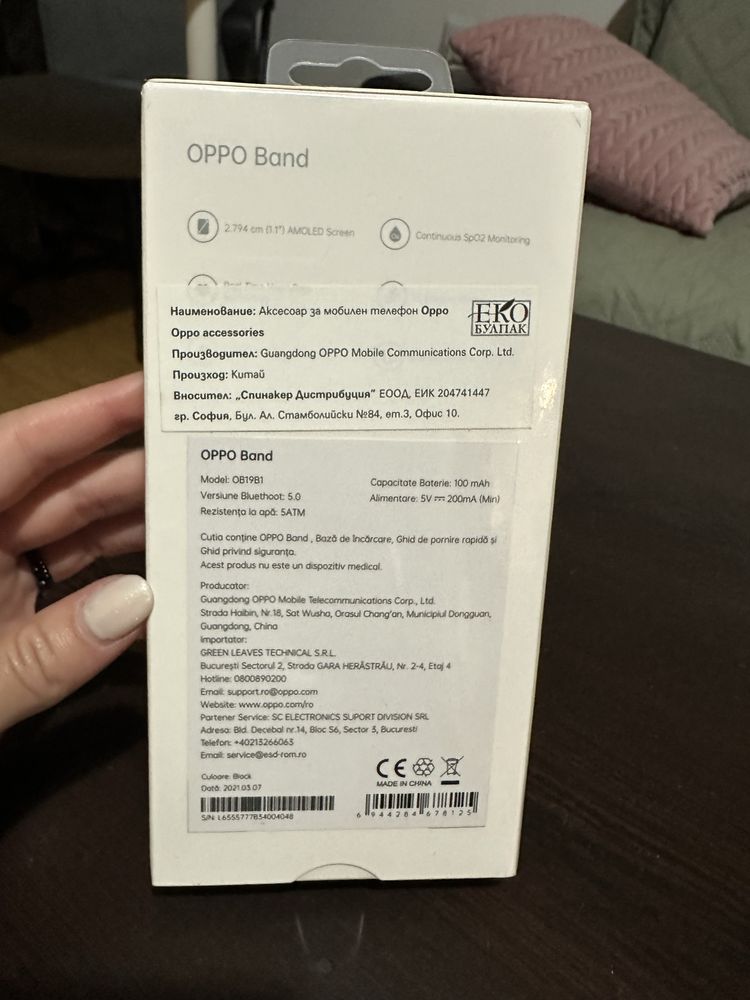 OPPO Band
2.794 cm (1.1") AMOLED Screen
Continuous SpO2 Monitoring
Наименование: Аксесоар за мобилен телефон Oppo
Oppo accessories
Производител: Guangdong OPPO Mobile Communications Corp. Ltd.
Произход: Китай
Вносител: „Спинакер Дистрибуция" ЕООД, ЕИК 204741447
гр. София, Бул. Ал. Стамболийски №84, ет.3, Офис 10.
ЕКО
БУЛПАК
OPPO Band
Model: OB19B1
Versiune Bluethoot: 5.0
Rezistența la apă: 5ATM
Capacitate Baterie: 100 mAh
Alimentare: 5V ⎓ 200mA (Min)
Cutia conține OPPO Band , Bază de încărcare, Ghid de pornire rapidă și
Ghid privind siguranța.
Acest produs nu este un dispozitiv medical.
Producator:
Guangdong OPPO Mobile Telecommunications Corp., Ltd.
Strada Haibin, Nr.18, Sat Wusha, Orasul Chang'an, Municipiul Dongguan,
Guangdong, China
Importator:
GREEN LEAVES TECHNICAL S.R.L.
București Sectorul 2, Strada GARA HERĂSTRĂU, Nr. 2-4, Etaj 4
Hotline: 0800890200
Email: support.ro@oppo.com
Website: www.oppo.com/ro
Partener Service: SC ELECTRONICS SUPORT DIVISION SRL
Adresa: Bld. Decebal nr.14, Bloc S6, Sector 3, Bucuresti
Telefon: +40213266063
Email: service@esd-rom.ro
CE
MADE IN CHINA
Culoare: Black
Dată: 2021.03.07
S/N: L6555777B34004048
6 944284 678125